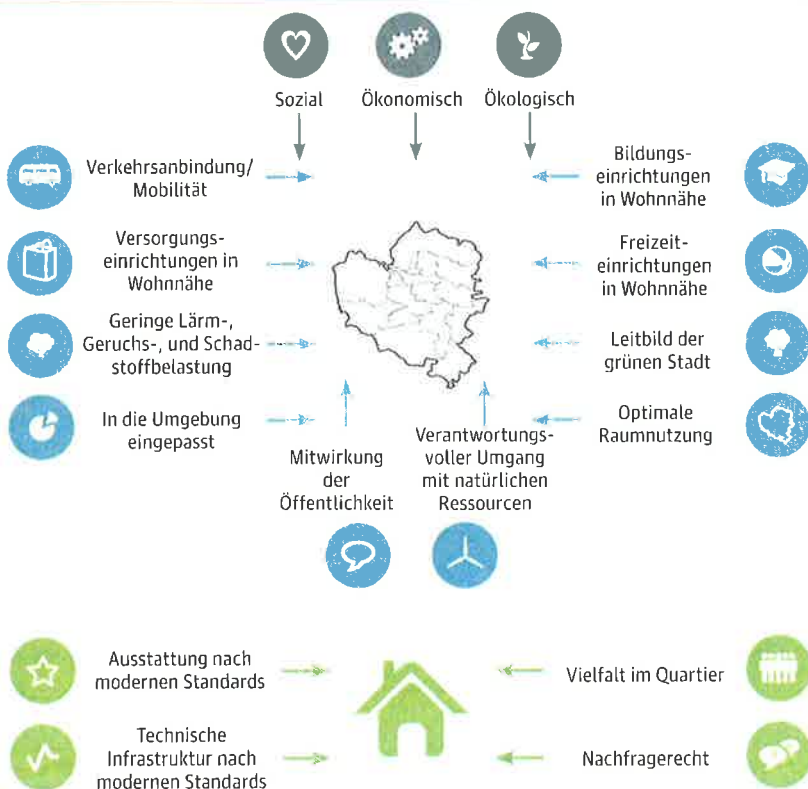 Sozial
Ökonomisch
Ökologisch
Verkehrsanbindung/
Mobilität
Bildungs-
einrichtungen
in Wohnnähe
Versorgungs-
einrichtungen in
Wohnnähe
Freizeit-
einrichtungen
in Wohnnähe
Geringe Lärm-,
Geruchs-, und Schad-
stoffbelastung
Leitbild der
grünen Stadt
In die Umgebung
eingepasst
Optimale
Raumnutzung
Mitwirkung
der
Öffentlichkeit
Verantwortungs-
voller Umgang
mit natürlichen
Ressourcen
Ausstattung nach
modernen Standards
Vielfalt im Quartier
Technische
Infrastruktur nach
modernen Standards
Nachfragerecht